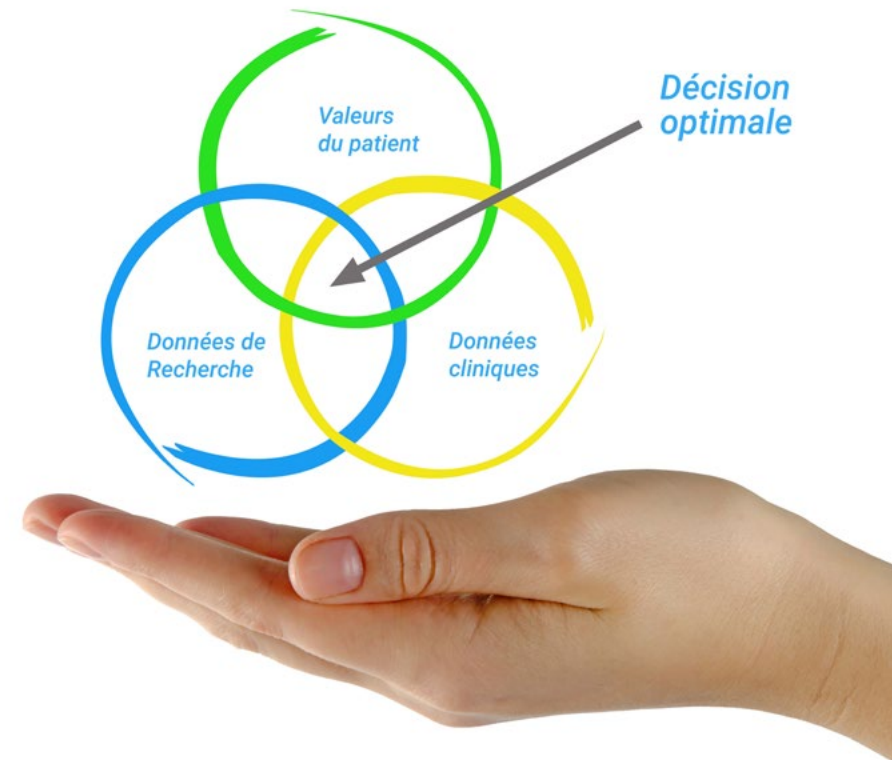 Décision
optimale
Valeurs
du patient
Données de
Recherche
Données
cliniques